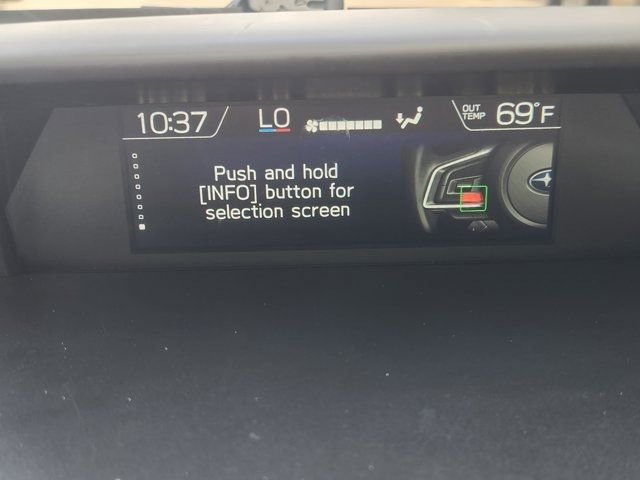 10:37 LO OUT TEMP 69°F
Push and hold
[INFO] button for
selection screen